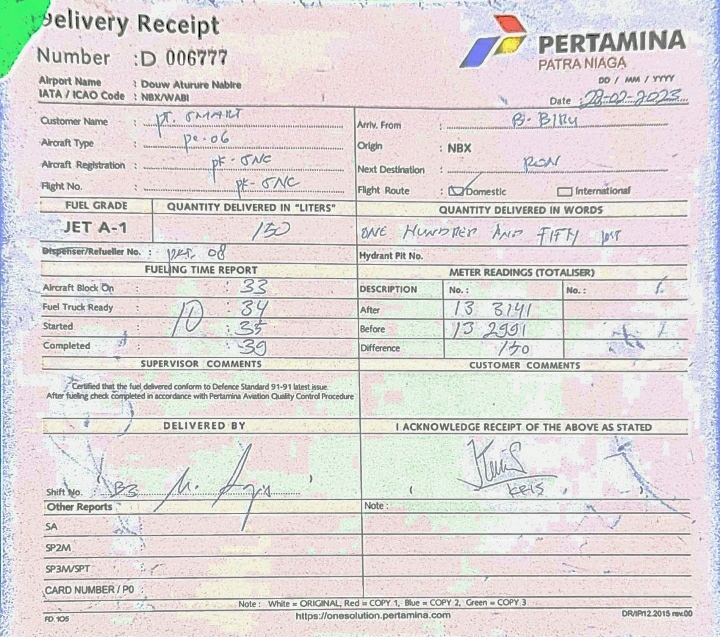 Delivery Receipt
Number : D 006777
PERTAMINA
PATRA NIAGA
Airport Name : Douw Aturure Nabire
IATA / ICAO Code : NBX/WABI
DD / MM / YYYY
Date : 28-02-2023
Customer Name : PT. SMART
Arriv. From : B-BIRU
Aircraft Type : PC-06
Origin : NBX
Aircraft Registration : PK-SNC
Next Destination : RON
Flight No. : PK-SNC
Flight Route : Domestic International
FUEL GRADE QUANTITY DELIVERED IN "LITERS" QUANTITY DELIVERED IN WORDS
JET A-1 150 ONE HUNDRED AND FIFTY
Dispenser/Refueller No. : 08
Hydrant Pit No.
FUELING TIME REPORT METER READINGS (TOTALISER)
Aircraft Block On : 33
DESCRIPTION No. : No. :
Fuel Truck Ready : 10 34
After 13 3141
Started : 35
Before 13 2991
Completed : 39
Difference 150
SUPERVISOR COMMENTS CUSTOMER COMMENTS
Certified that the fuel delivered conform to Defence Standard 91-91 latest issue.
After fueling check completed in accordance with Pertamina Aviation Quality Control Procedure
DELIVERED BY I ACKNOWLEDGE RECEIPT OF THE ABOVE AS STATED
Shift No. B3
KRIS
Other Reports Note :
SA
SP2M
SP3M/SPT
CARD NUMBER / P0 :
Note : White = ORIGINAL, Red = COPY 1, Blue = COPY 2, Green = COPY 3
FD 105 https://onesolution.pertamina.com DR/IP/12.2015 rev.00